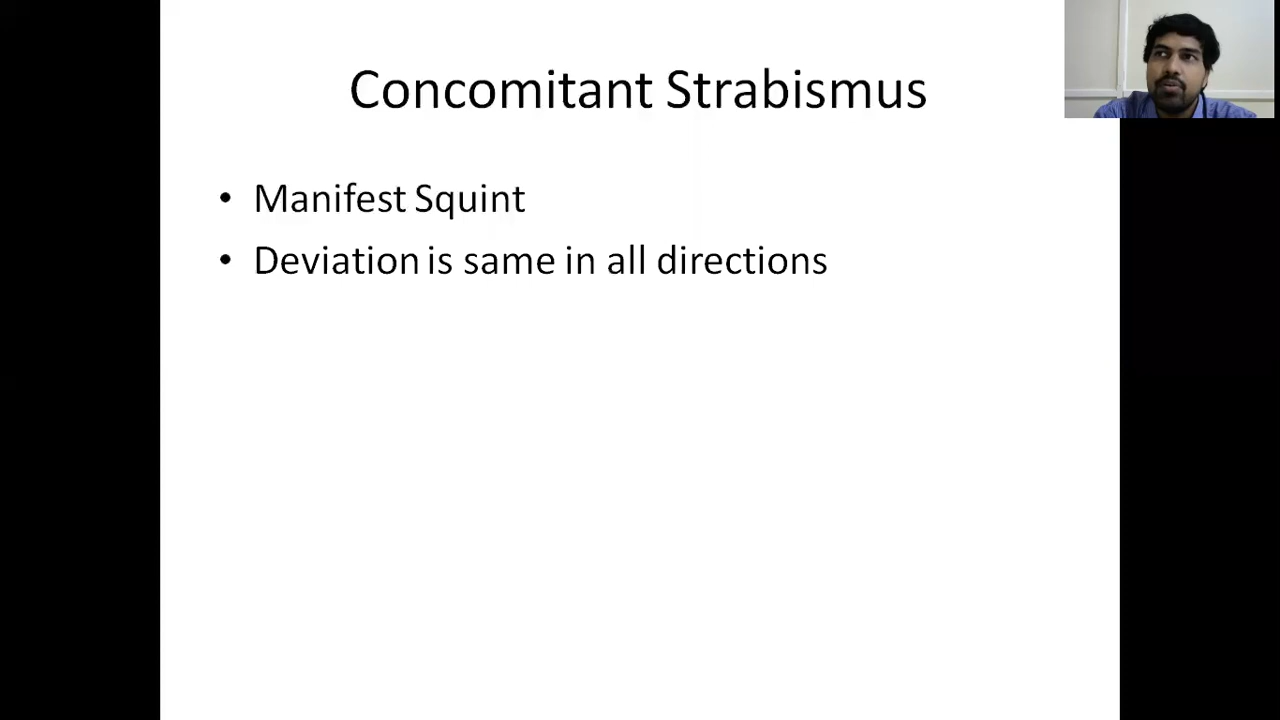 Concomitant Strabismus
• Manifest Squint
• Deviation is same in all directions